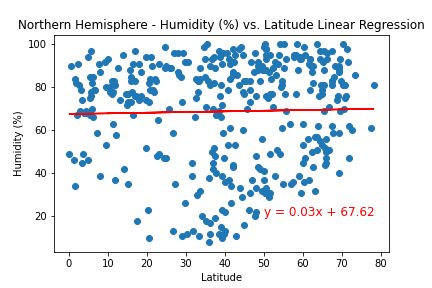 Northern Hemisphere - Humidity (%) vs. Latitude Linear Regression
100
80
60
40
20
Humidity (%)
y = 0.03x + 67.62
0 10 20 30 40 50 60 70 80
Latitude